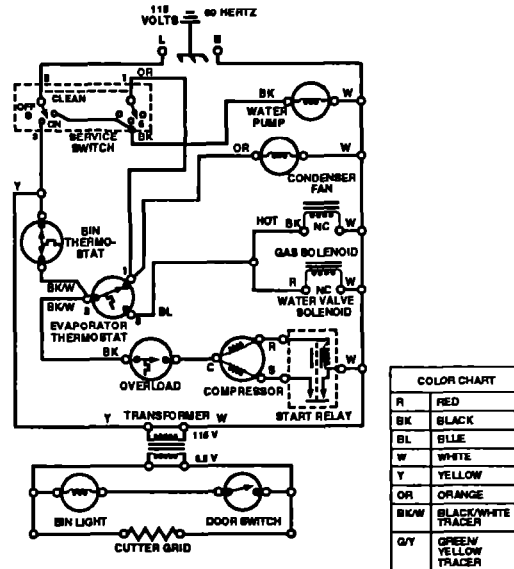 115
VOLTS
60 HERTZ
L
N
OR
OFF
CLEAN
ON
SERVICE
SWITCH
BK
BK
WATER
PUMP
W
OR
CONDENSER
FAN
W
Y
BIN
THERMO-
STAT
HOT
BK
NC
W
GAS SOLENOID
R
NC
W
WATER VALVE
SOLENOID
BK/W
BK/W
BL
EVAPORATOR
THERMOSTAT
BK
OVERLOAD
C
R
S
COMPRESSOR
START RELAY
W
Y
TRANSFORMER
W
115 V
BIN LIGHT
DOOR SWITCH
CUTTER GRID
COLOR CHART
R RED
BK BLACK
BL BLUE
W WHITE
Y YELLOW
OR ORANGE
BK/W BLACK/WHITE
TRACER
G/Y GREEN/
YELLOW
TRACER